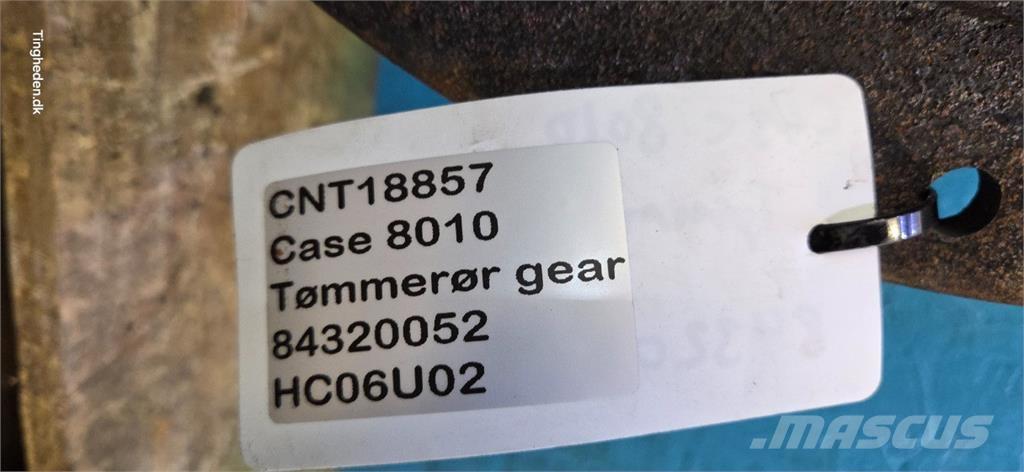 Tingheden.dk
CNT18857
Case 8010
Tømmerør gear
84320052
HC06U02
MASCUS